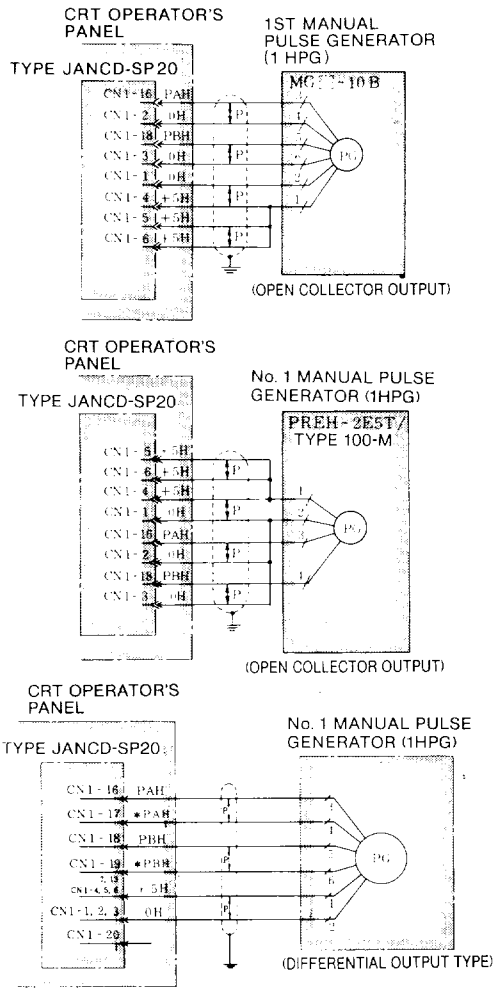 CRT OPERATOR'S
PANEL
TYPE JANCD-SP20
1ST MANUAL
PULSE GENERATOR
(1 HPG)
CN1-16 PAH
CN1-2 0H
CN1-18 PBH
CN1-3 0H
CN1-1 0H
CN1-4 +5H
CN1-5 +5H
CN1-6 +5H
P
P
P
P
-10B
PG
(OPEN COLLECTOR OUTPUT)
CRT OPERATOR'S
PANEL
TYPE JANCD-SP20
No. 1 MANUAL PULSE
GENERATOR (1HPG)
PREH-2E5T/
TYPE 100-M
CN1-5 +5H
CN1-6 +5H
CN1-4 +5H
CN1-1 0H
CN1-16 PAH
CN1-2 0H
CN1-18 PBH
CN1-3 0H
P
P
P
P
1
2
3
4
PG
(OPEN COLLECTOR OUTPUT)
CRT OPERATOR'S
PANEL
TYPE JANCD-SP20
No. 1 MANUAL PULSE
GENERATOR (1HPG)
CN1-16 PAH
CN1-17 *PAH
CN1-18 PBH
CN1-19 *PBH
CN1-4, 5, 6 +5H
CN1-1, 2, 3 0H
CN1-20
P
P
P
PG
(DIFFERENTIAL OUTPUT TYPE)